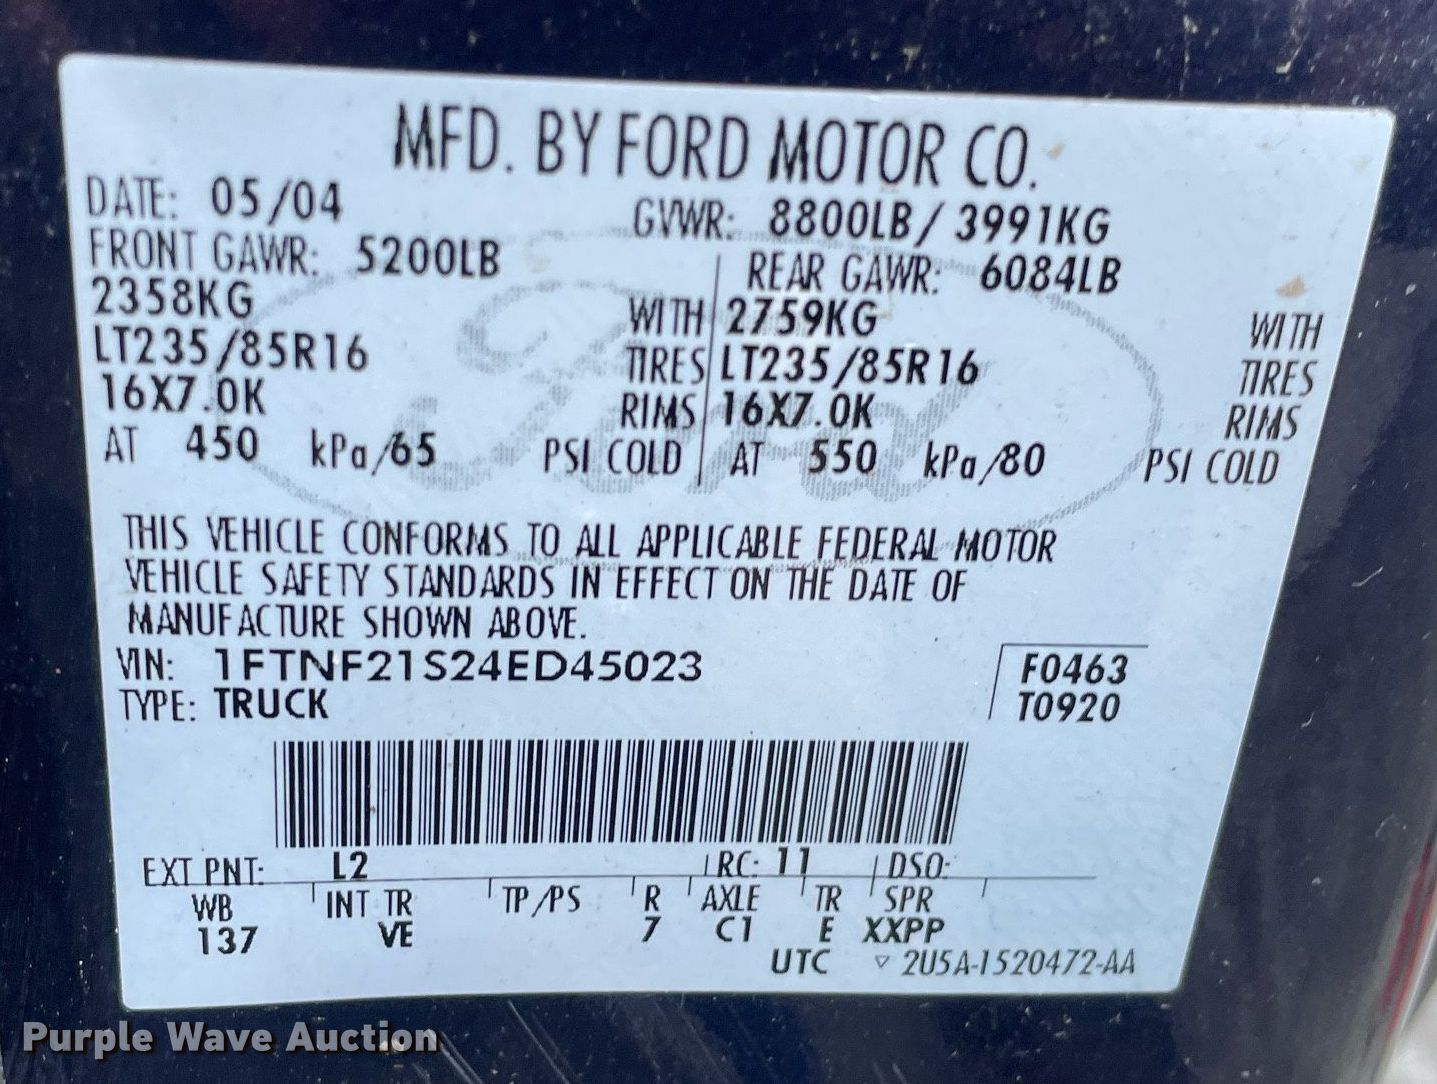 MFD. BY FORD MOTOR CO.
DATE: 05/04 GVWR: 8800LB/ 3991KG
FRONT GAWR: 5200LB REAR GAWR: 6084LB
2358KG WITH 2759KG WITH
LT235/85R16 TIRES LT235/85R16 TIRES
16X7.0K RIMS 16X7.0K RIMS
AT 450 kPa/65 PSI COLD AT 550 kPa/80 PSI COLD
THIS VEHICLE CONFORMS TO ALL APPLICABLE FEDERAL MOTOR
VEHICLE SAFETY STANDARDS IN EFFECT ON THE DATE OF
MANUFACTURE SHOWN ABOVE.
VIN: 1FTNF21S24ED45023 F0463
TYPE: TRUCK T0920
EXT PNT: L2 RC: 11 DSO:
WB INT TR TP/PS R AXLE TR SPR
137 VE 7 C1 E XXPP
UTC ▽ 2U5A-1520472-AA
Ford
Purple Wave Auction